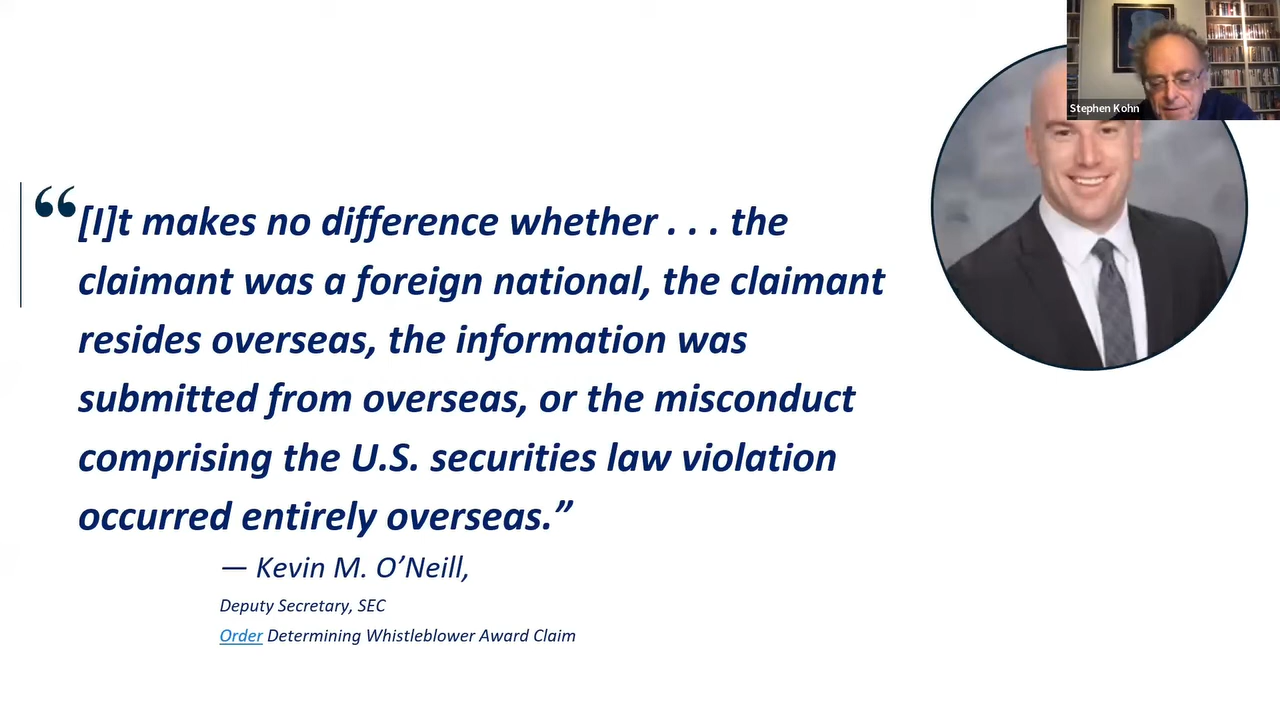 Stephen Kohn
“[I]t makes no difference whether . . . the
claimant was a foreign national, the claimant
resides overseas, the information was
submitted from overseas, or the misconduct
comprising the U.S. securities law violation
occurred entirely overseas.”
— Kevin M. O’Neill,
Deputy Secretary, SEC
Order Determining Whistleblower Award Claim